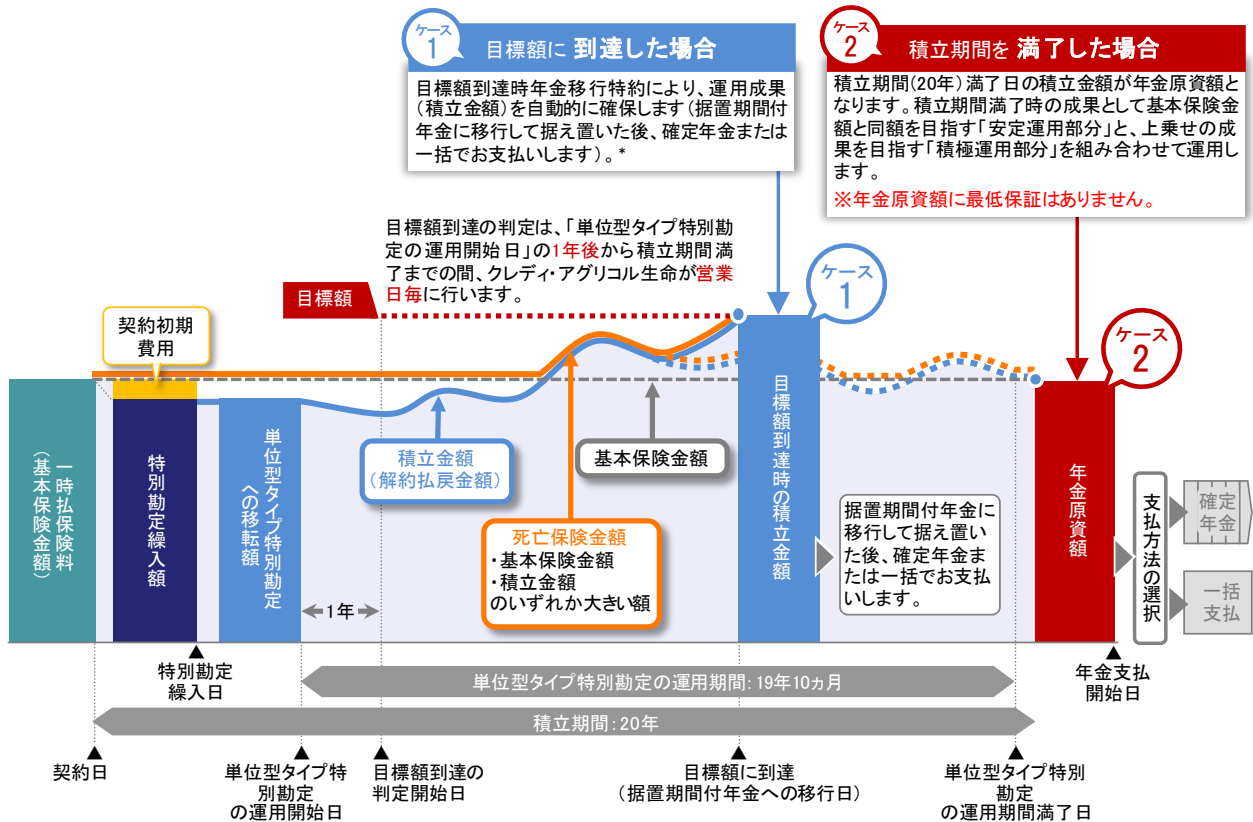 ケース
1
目標額に 到達した場合
目標額到達時年金移行特約により、運用成果
(積立金額)を自動的に確保します(据置期間付
年金に移行して据え置いた後、確定年金または
一括でお支払いします)。*
ケース
2
積立期間を 満了した場合
積立期間(20年)満了日の積立金額が年金原資額
となります。積立期間満了時の成果として基本保険金
額と同額を目指す「安定運用部分」と、上乗せの成
果を目指す「積極運用部分」を組み合わせて運用し
ます。
※年金原資額に最低保証はありません。
目標額到達の判定は、「単位型タイプ特別勘
定の運用開始日」の1年後から積立期間満
了までの間、クレディ・アグリコル生命が営業
日毎に行います。
目標額
ケース
1
ケース
2
契約初期
費用
一時払保険料
(基本保険金額)
特別勘定繰入額
単位型タイプ特別勘定
への移転額
積立金額
(解約払戻金額)
基本保険金額
死亡保険金額
・基本保険金額
・積立金額
のいずれか大きい額
1年
目標額到達時の積立金額
据置期間付年金に
移行して据え置い
た後、確定年金ま
たは一括でお支払
いします。
年金原資額
支払方法の選択
確定
年金
一括
支払
特別勘定
繰入日
年金支払
開始日
単位型タイプ特別勘定の運用期間:19年10ヵ月
積立期間:20年
契約日
単位型タイプ特
別勘定
の運用開始日
目標額到達の
判定開始日
目標額に到達
(据置期間付年金への移行日)
単位型タイプ特別
勘定
の運用期間満了日